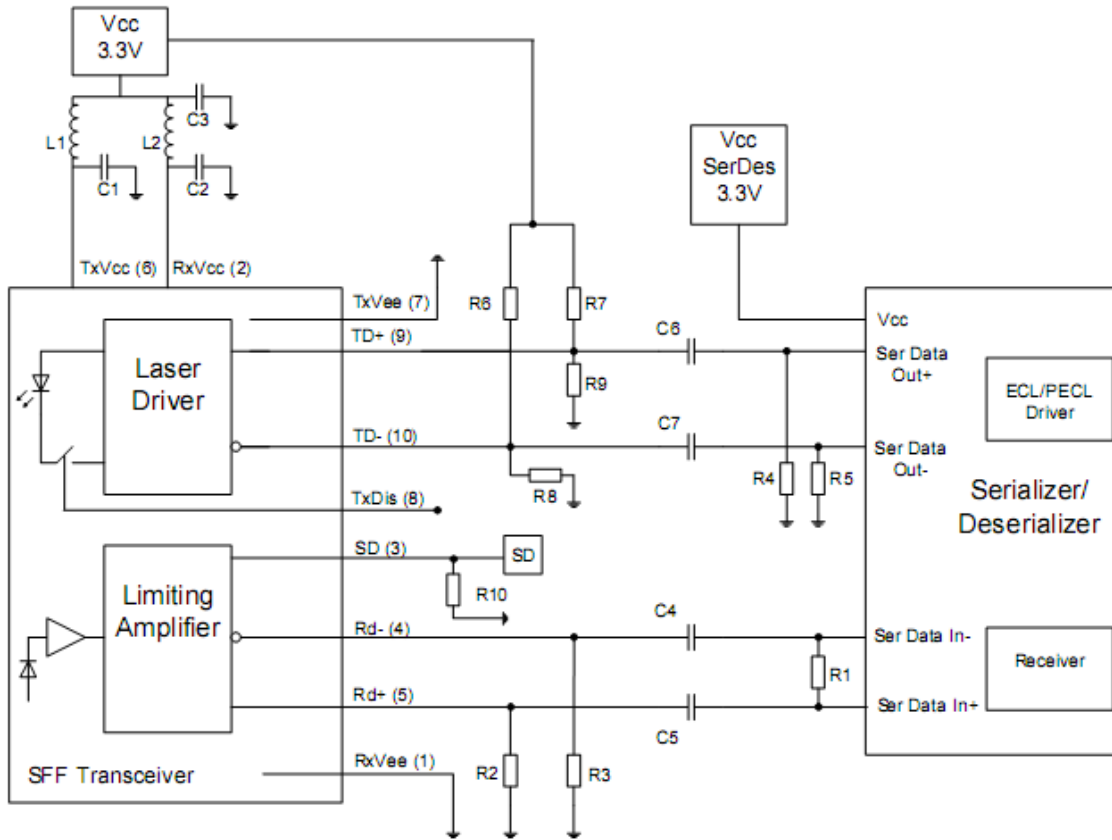 Vcc
3.3V
C3
L1
L2
C1
C2
Vcc
SerDes
3.3V
TxVcc (6)
RxVcc (2)
TxVee (7)
R6
R7
Vcc
TD+ (9)
C6
Ser Data
Out+
Laser
Driver
R9
ECL/PECL
Driver
TD- (10)
C7
Ser Data
Out-
R8
R4
R5
TxDis (8)
Serializer/
Deserializer
SD (3)
SD
Limiting
Amplifier
R10
Rd- (4)
C4
Ser Data In-
R1
Receiver
Rd+ (5)
C5
Ser Data In+
RxVee (1)
R2
R3
SFF Transceiver